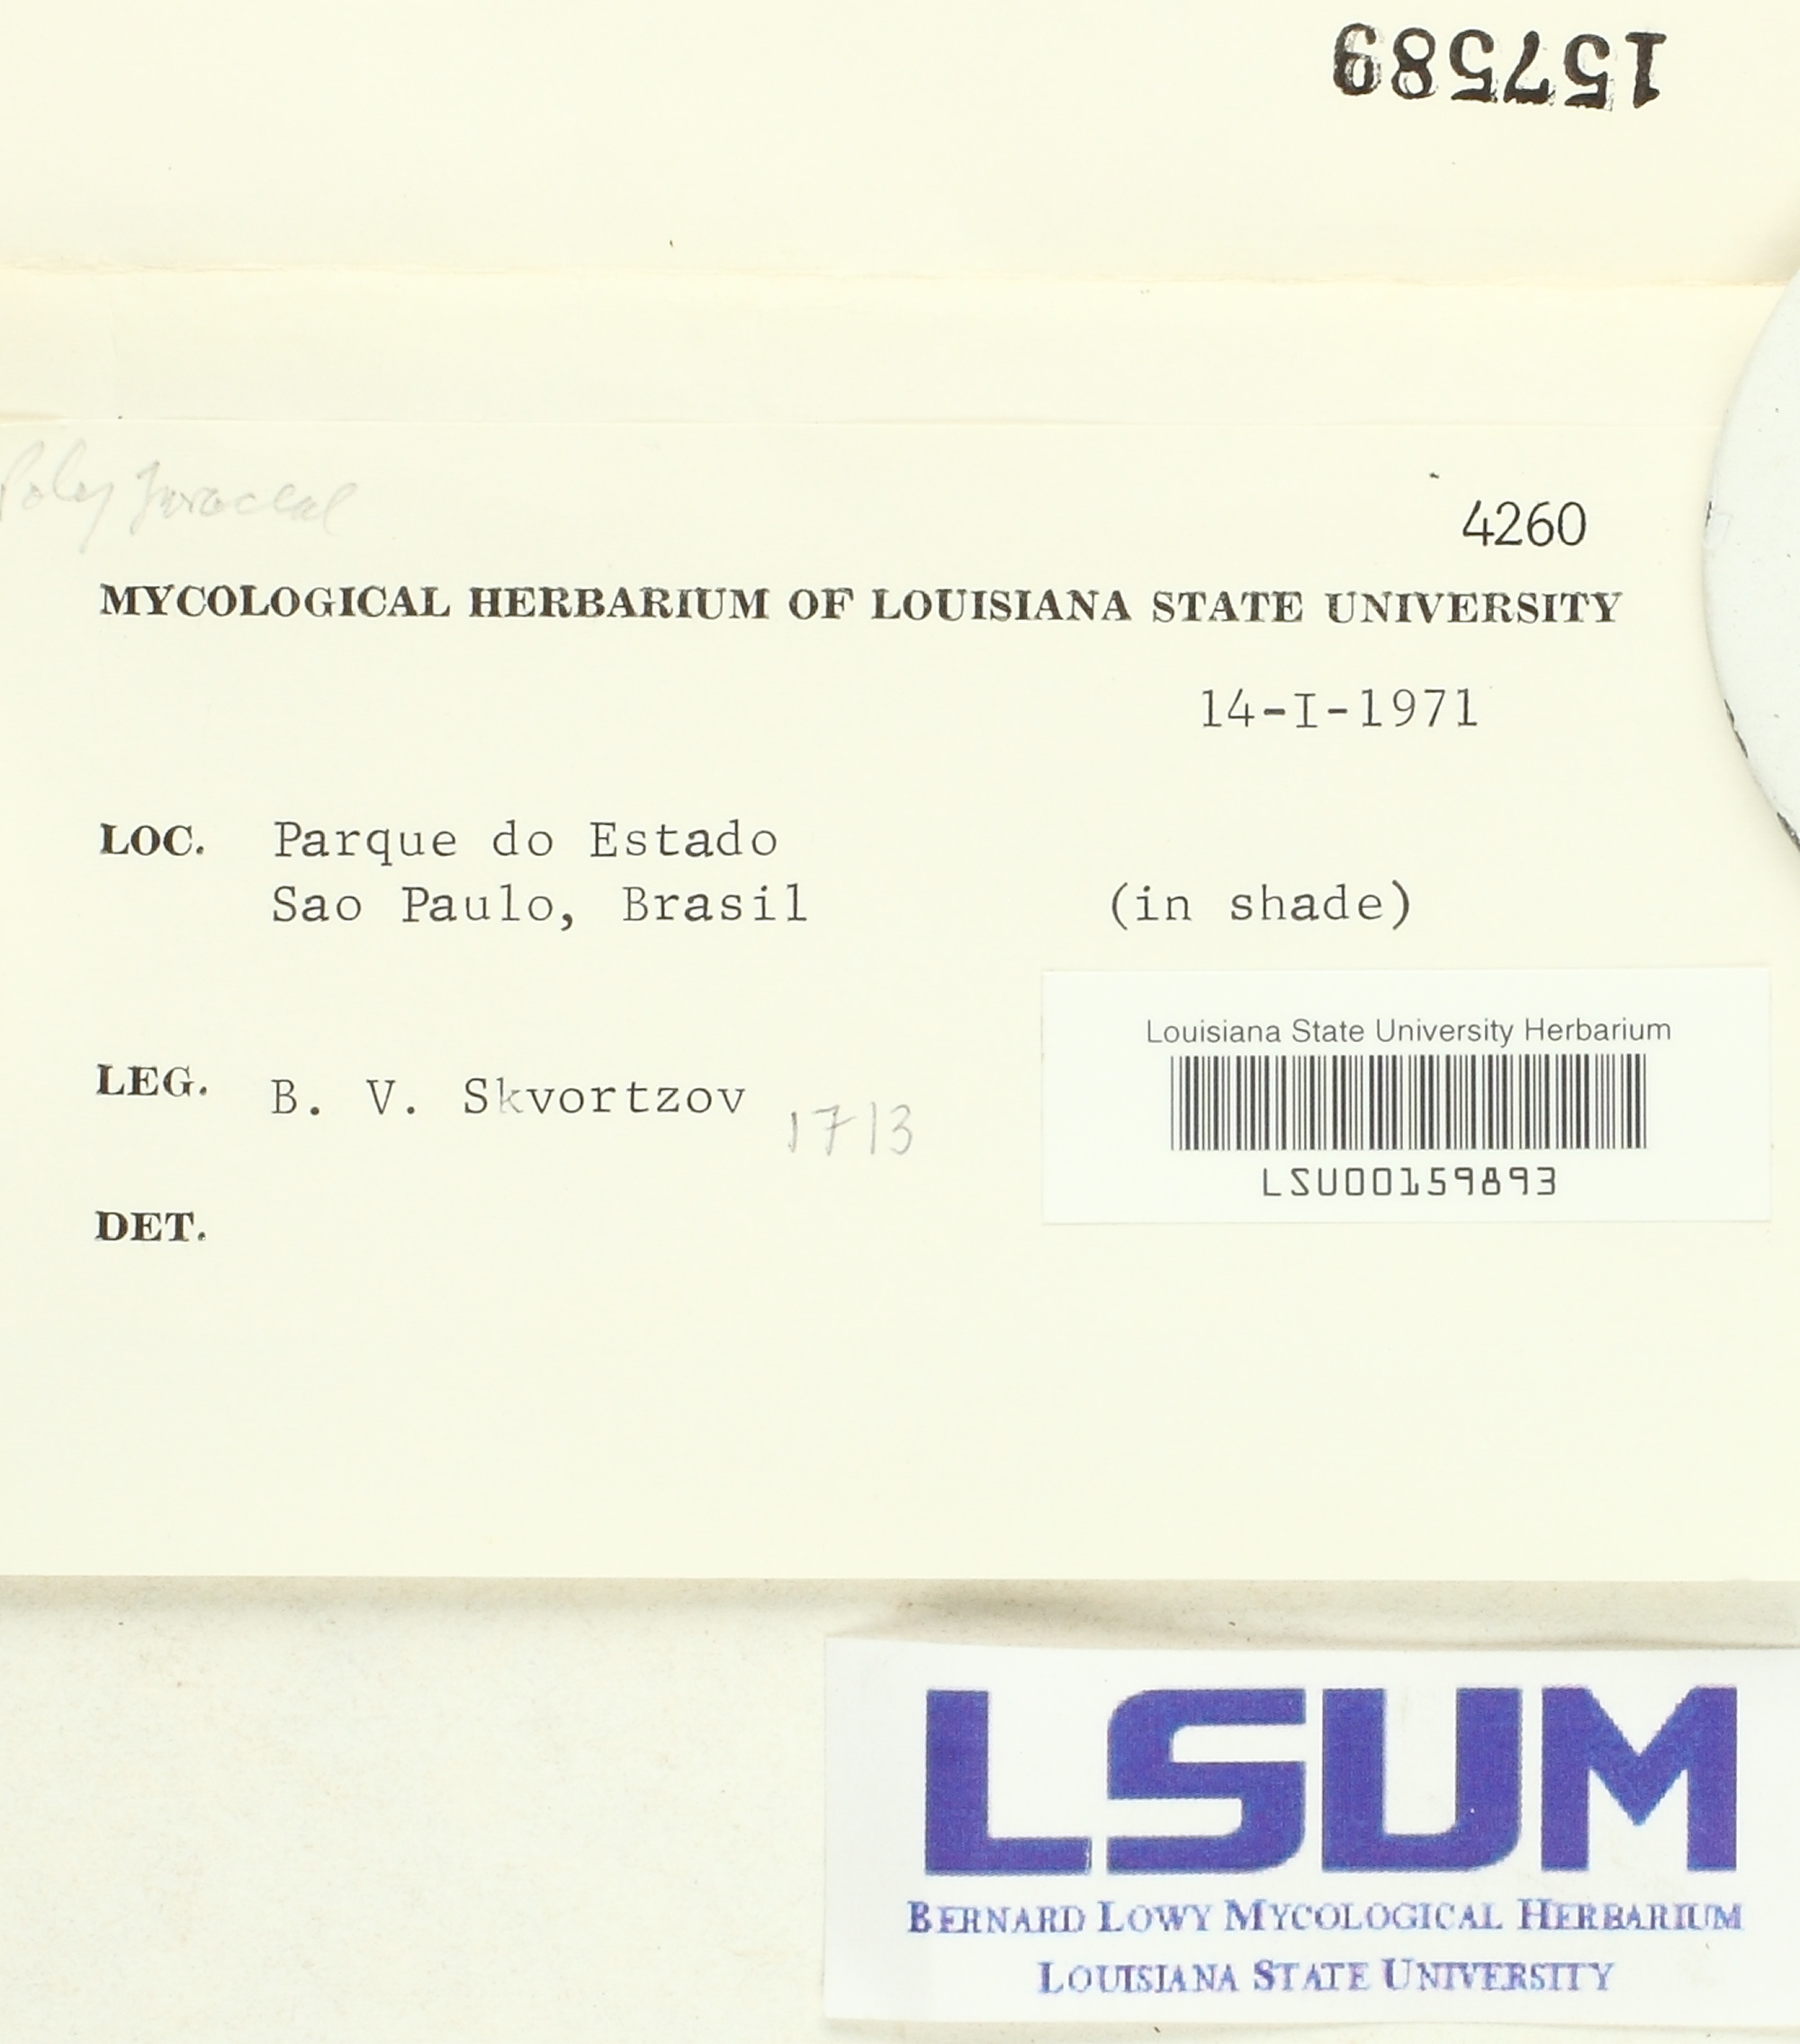 157589
Polyporaceae
4260
MYCOLOGICAL HERBARIUM OF LOUISIANA STATE UNIVERSITY
14-I-1971
LOC. Parque do Estado
Sao Paulo, Brasil (in shade)
Louisiana State University Herbarium
LEG. B. V. Skvortzov 1713
LSU00159893
DET.
LSUM
BERNARD LOWY MYCOLOGICAL HERBARIUM
LOUISIANA STATE UNIVERSITY